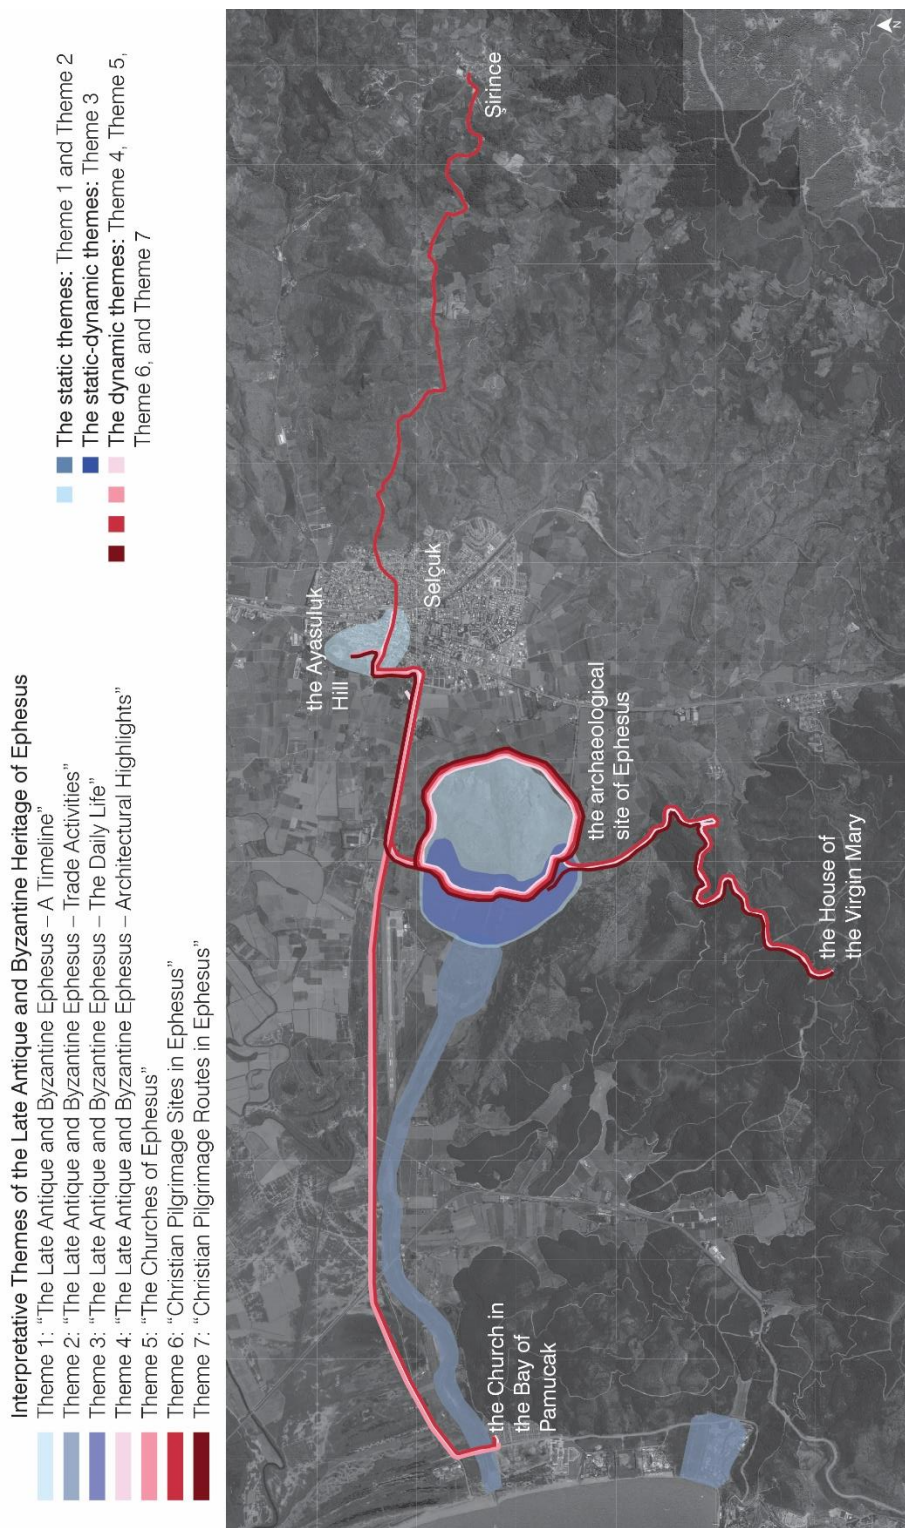 Interpretative Themes of the Late Antique and Byzantine Heritage of Ephesus
Theme 1: “The Late Antique and Byzantine Ephesus – A Timeline”
Theme 2: “The Late Antique and Byzantine Ephesus – Trade Activities”
Theme 3: “The Late Antique and Byzantine Ephesus – The Daily Life”
Theme 4: “The Late Antique and Byzantine Ephesus – Architectural Highlights”
Theme 5: “The Churches of Ephesus”
Theme 6: “Christian Pilgrimage Sites in Ephesus”
Theme 7: “Christian Pilgrimage Routes in Ephesus”
The static themes: Theme 1 and Theme 2
The static-dynamic themes: Theme 3
The dynamic themes: Theme 4, Theme 5,
Theme 6, and Theme 7
the Ayasuluk
Hill
Selçuk
Şirince
the archaeological
site of Ephesus
the Church in
the Bay of
Pamucak
the House of
the Virgin Mary
N